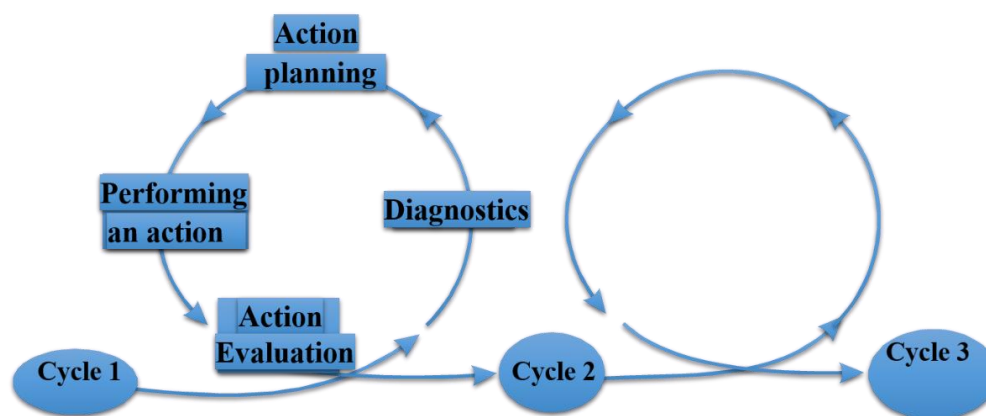 Action
planning
Performing
an action
Diagnostics
Action
Evaluation
Cycle 1
Cycle 2
Cycle 3